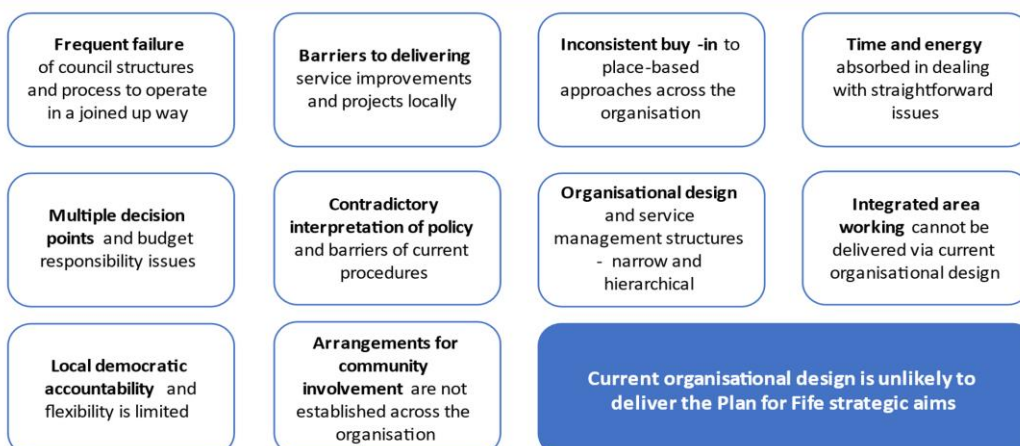 Frequent failure
of council structures
and process to operate
in a joined up way
Barriers to delivering
service improvements
and projects locally
Inconsistent buy -in to
place-based
approaches across the
organisation
Time and energy
absorbed in dealing
with straightforward
issues
Multiple decision
points and budget
responsibility issues
Contradictory
interpretation of policy
and barriers of current
procedures
Organisational design
and service
management structures
- narrow and
hierarchical
Integrated area
working cannot be
delivered via current
organisational design
Local democratic
accountability and
flexibility is limited
Arrangements for
community
involvement are not
established across the
organisation
Current organisational design is unlikely to
deliver the Plan for Fife strategic aims